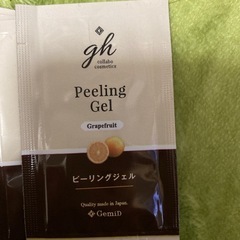 gh
collabo
cosmetics
Peeling
Gel
Grapefruit
ピーリングジェル
Quality made in Japan.
GemiD